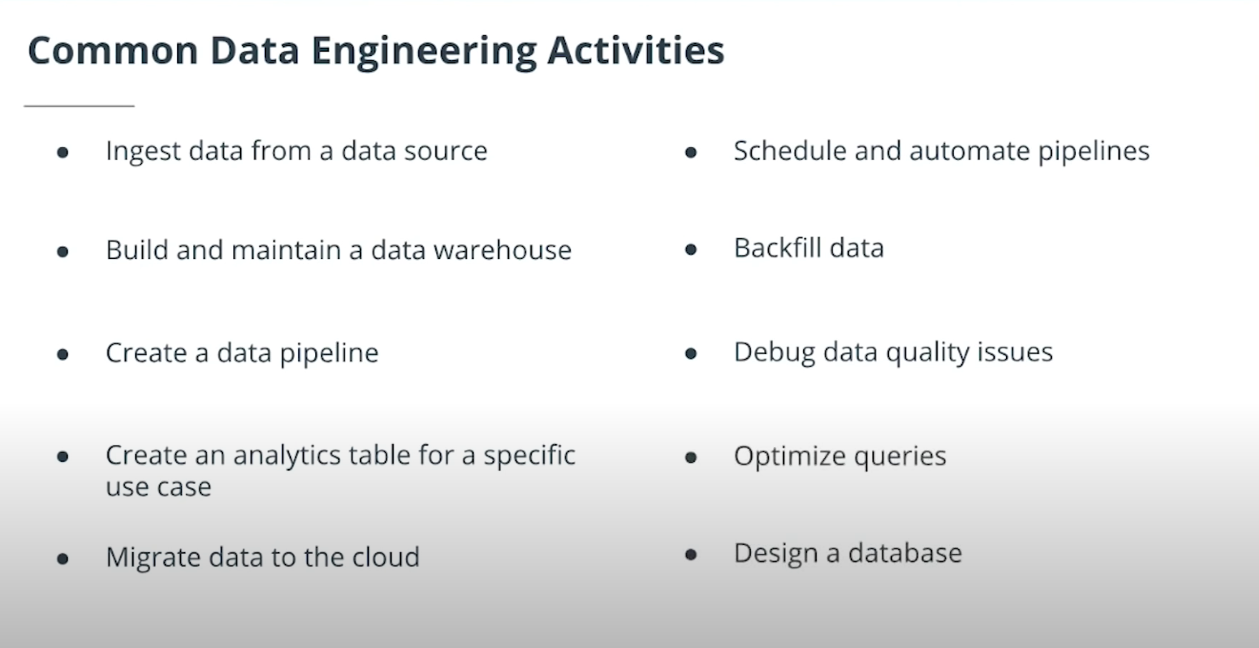 Common Data Engineering Activities
Ingest data from a data source
Build and maintain a data warehouse
Create a data pipeline
Create an analytics table for a specific
use case
Migrate data to the cloud
Schedule and automate pipelines
Backfill data
Debug data quality issues
Optimize queries
Design a database